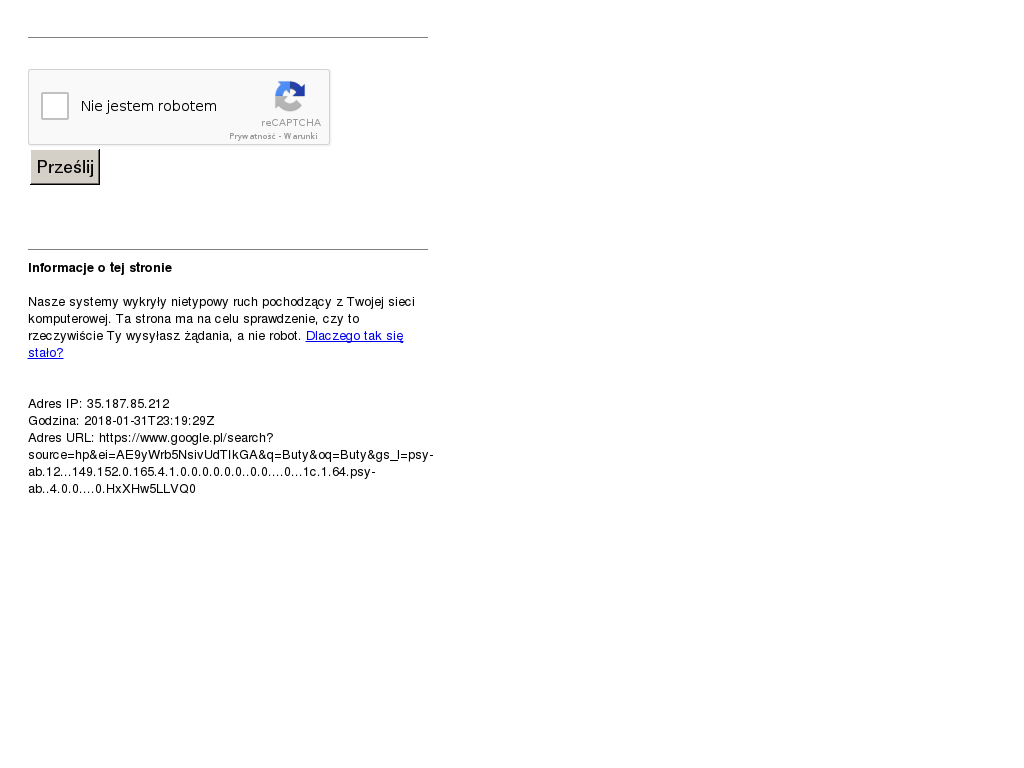 Nie jestem robotem
reCAPTCHA
Prywatność - Warunki
Prześlij
Informacje o tej stronie
Nasze systemy wykryły nietypowy ruch pochodzący z Twojej sieci
komputerowej. Ta strona ma na celu sprawdzenie, czy to
rzeczywiście Ty wysyłasz żądania, a nie robot. Dlaczego tak się
stało?
Adres IP: 35.187.85.212
Godzina: 2018-01-31T23:19:29Z
Adres URL: https://www.google.pl/search?
source=hp&ei=AE9yWrb5NsivUdTIkGA&q=Buty&oq=Buty&gs_l=psy-
ab.12...149.152.0.165.4.1.0.0.0.0.0.0..0.0....0...1c.1.64.psy-
ab..4.0.0....0.HxXHw5LLVQ0